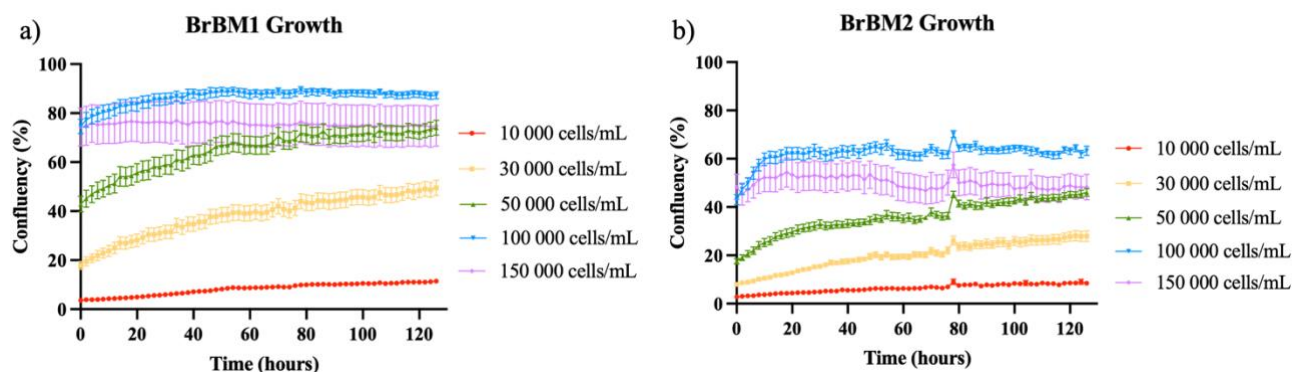 a)
BrBM1 Growth
100
80
60
40
20
0
Confluency (%)
0 20 40 60 80 100 120
Time (hours)
10 000 cells/mL
30 000 cells/mL
50 000 cells/mL
100 000 cells/mL
150 000 cells/mL
b)
BrBM2 Growth
100
80
60
40
20
0
Confluency (%)
0 20 40 60 80 100 120
Time (hours)
10 000 cells/mL
30 000 cells/mL
50 000 cells/mL
100 000 cells/mL
150 000 cells/mL